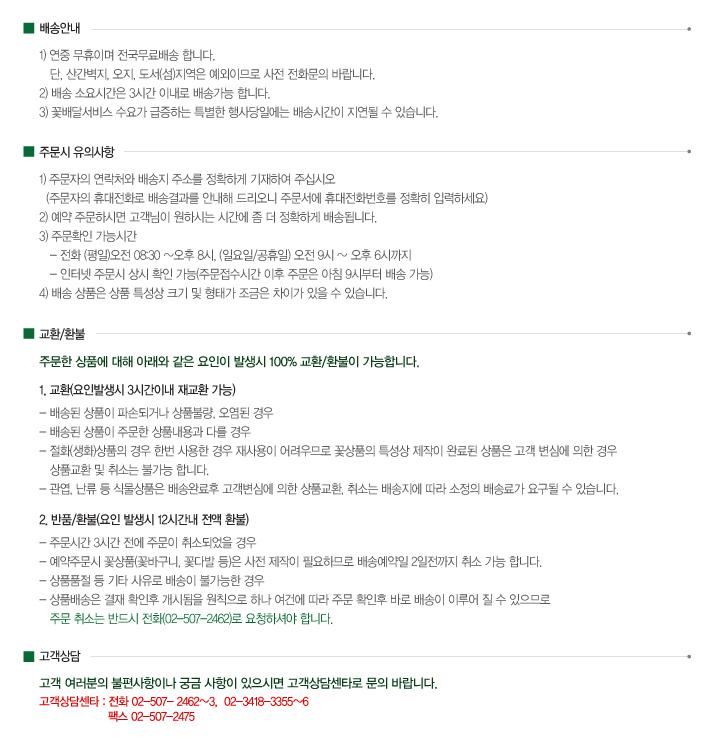 배송안내
1) 연중 무휴이며 전국무료배송 합니다.
단, 산간벽지, 오지, 도서(섬)지역은 예외이므로 사전 전화문의 바랍니다.
2) 배송 소요시간은 3시간 이내로 배송가능 합니다.
3) 꽃배달서비스 수요가 급증하는 특별한 행사당일에는 배송시간이 지연될 수 있습니다.
주문시 유의사항
1) 주문자의 연락처와 배송지 주소를 정확하게 기재하여 주십시오
(주문자의 휴대전화로 배송결과를 안내해 드리오니 주문서에 휴대전화번호를 정확히 입력하세요)
2) 예약 주문하시면 고객님이 원하시는 시간에 좀 더 정확하게 배송됩니다.
3) 주문확인 가능시간
- 전화 (평일)오전 08:30 ~오후 8시, (일요일/공휴일) 오전 9시 ~ 오후 6시까지
- 인터넷 주문시 상시 확인 가능(주문접수시간 이후 주문은 아침 9시부터 배송 가능)
4) 배송 상품은 상품 특성상 크기 및 형태가 조금은 차이가 있을 수 있습니다.
교환/환불
주문한 상품에 대해 아래와 같은 요인이 발생시 100% 교환/환불이 가능합니다.
1. 교환(요인발생시 3시간이내 재교환 가능)
- 배송된 상품이 파손되거나 상품불량, 오염된 경우
- 배송된 상품이 주문한 상품내용과 다를 경우
- 절화(생화)상품의 경우 한번 사용한 경우 재사용이 어려우므로 꽃상품의 특성상 제작이 완료된 상품은 고객 변심에 의한 경우
상품교환 및 취소는 불가능 합니다.
- 관엽, 난류 등 식물상품은 배송완료후 고객변심에 의한 상품교환, 취소는 배송지에 따라 소정의 배송료가 요구될 수 있습니다.
2. 반품/환불(요인 발생시 12시간내 전액 환불)
- 주문시간 3시간 전에 주문이 취소되었을 경우
- 예약주문시 꽃상품(꽃바구니, 꽃다발 등)은 사전 제작이 필요하므로 배송예약일 2일전까지 취소 가능 합니다.
- 상품품절 등 기타 사유로 배송이 불가능한 경우
- 상품배송은 결재 확인후 개시됨을 원칙으로 하나 여건에 따라 주문 확인후 바로 배송이 이루어 질 수 있으므로
주문 취소는 반드시 전화(02-507-2462)로 요청하셔야 합니다.
고객상담
고객 여러분의 불편사항이나 궁금 사항이 있으시면 고객상담센타로 문의 바랍니다.
고객상담센타 : 전화 02-507- 2462~3, 02-3418-3355~6
팩스 02-507-2475